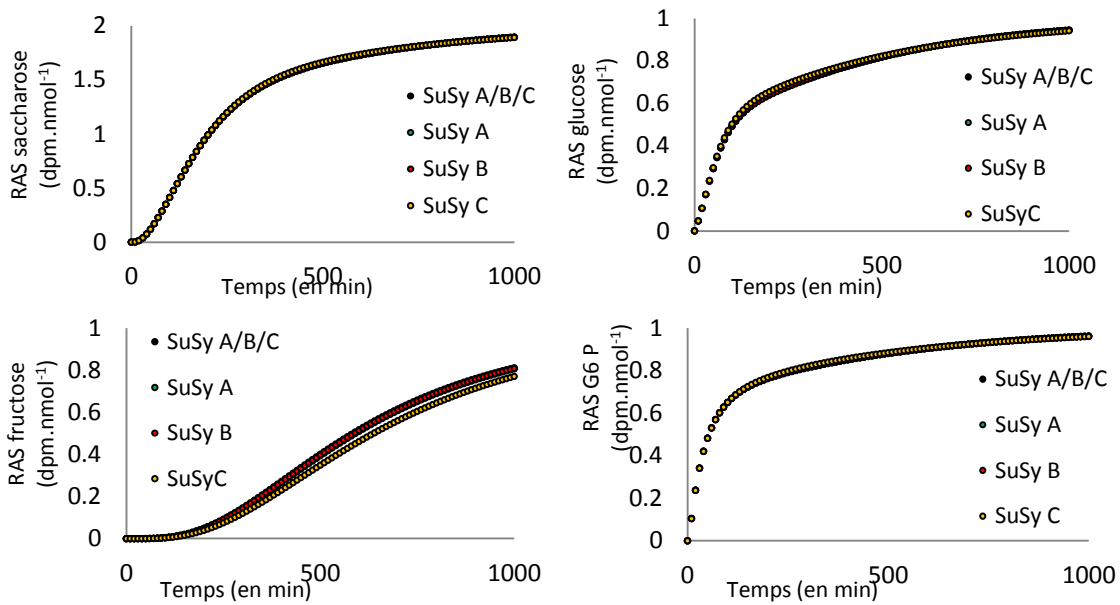 RAS saccharose
(dpm.nmol⁻¹)
2
1.5
1
0.5
0
SuSy A/B/C
SuSy A
SuSy B
SuSy C
0
500
1000
Temps (en min)
RAS glucose
(dpm.nmol⁻¹)
1
0.8
0.6
0.4
0.2
0
SuSy A/B/C
SuSy A
SuSy B
SuSyC
0
500
1000
Temps (en min)
RAS fructose
(dpm.nmol⁻¹)
1
0.8
0.6
0.4
0.2
0
SuSy A/B/C
SuSy A
SuSy B
SuSyC
0
500
1000
Temps (en min)
RAS G6 P
(dpm.nmol⁻¹)
1
0.8
0.6
0.4
0.2
0
SuSy A/B/C
SuSy A
SuSy B
SuSy C
0
500
1000
Temps (en min)